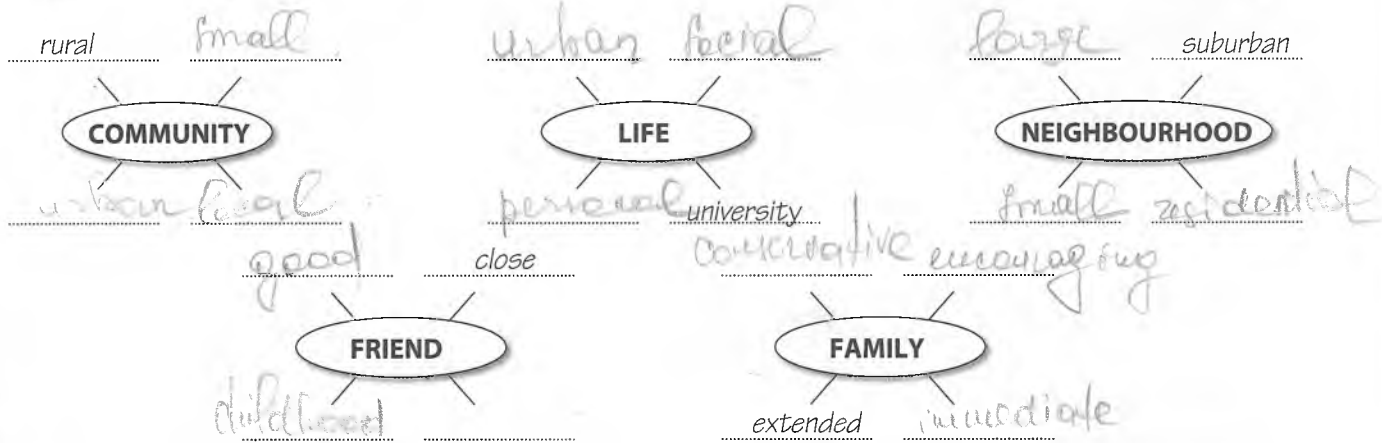 rural small urban social large suburban
COMMUNITY LIFE NEIGHBOURHOOD
urban local personal university small residential
good close conservative encouraging
FRIEND FAMILY
childhood extended immediate